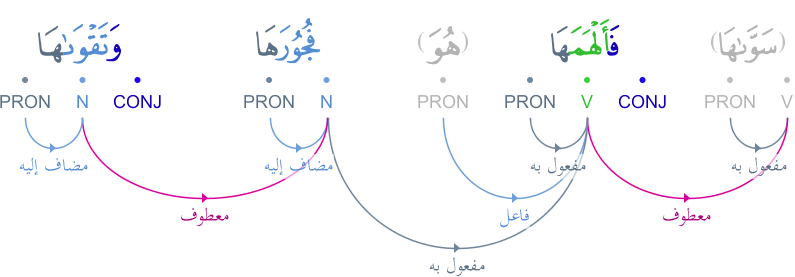 (سَوَّىٰهَا) فَأَلْهَمَهَا (هُوَ) فُجُورَهَا وَتَقْوَىٰهَا
PRON N CONJ PRON N PRON PRON V CONJ PRON V
مفعول به مفعول به مضاف إليه مضاف إليه
معطوف فاعل معطوف
مفعول به